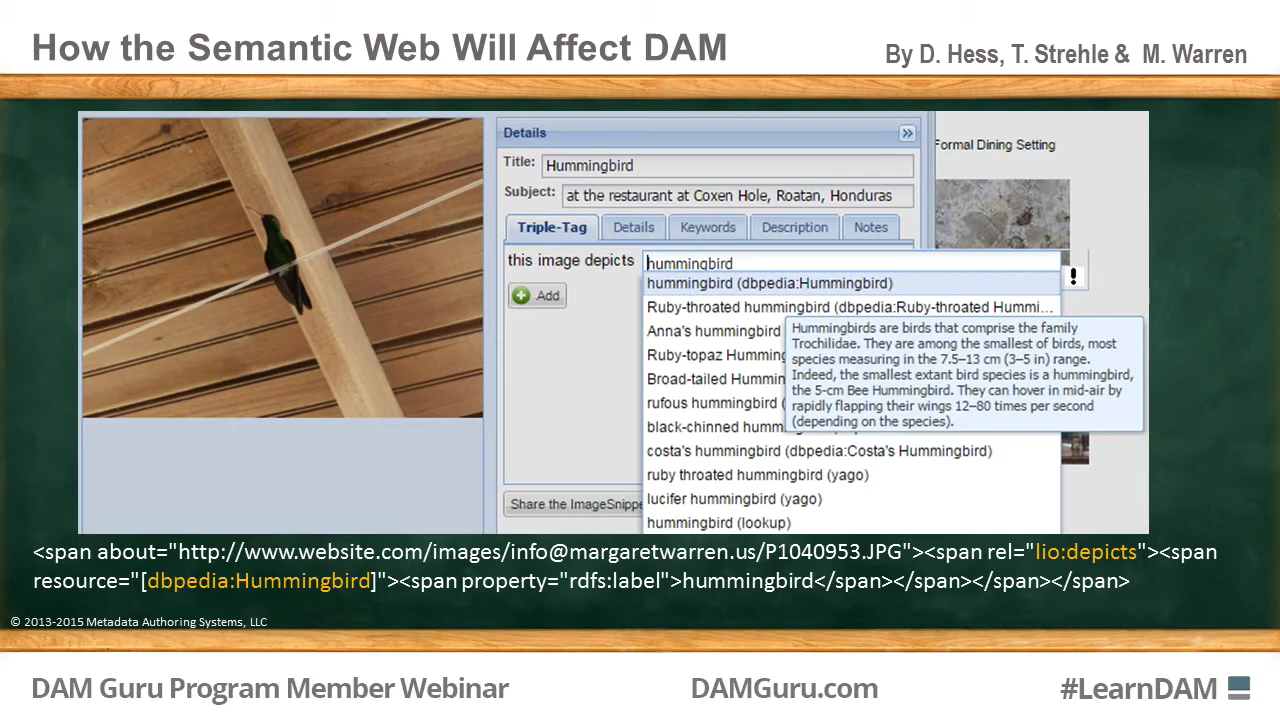 How the Semantic Web Will Affect DAM
By D. Hess, T. Strehle & M. Warren
Details
Formal Dining Setting
Title: Hummingbird
Subject: at the restaurant at Coxen Hole, Roatan, Honduras
Triple-Tag Details Keywords Description Notes
this image depicts hummingbird
Add
hummingbird (dbpedia:Hummingbird)
Ruby-throated hummingbird (dbpedia:Ruby-throated Hummi...
Anna's hummingbird
Ruby-topaz Humming
Broad-tailed Hummin
rufous hummingbird (
black-chinned hummi
costa's hummingbird (dbpedia:Costa's Hummingbird)
ruby throated hummingbird (yago)
lucifer hummingbird (yago)
hummingbird (lookup)
Hummingbirds are birds that comprise the family
Trochilidae. They are among the smallest of birds, most
species measuring in the 7.5–13 cm (3–5 in) range.
Indeed, the smallest extant bird species is a hummingbird,
the 5-cm Bee Hummingbird. They can hover in mid-air by
rapidly flapping their wings 12–80 times per second
(depending on the species).
Share the ImageSnippe
<span about="http://www.website.com/images/info@margaretwarren.us/P1040953.JPG"><span rel="lio:depicts"><span
resource="[dbpedia:Hummingbird]"><span property="rdfs:label">hummingbird</span></span></span></span>
© 2013-2015 Metadata Authoring Systems, LLC
DAM Guru Program Member Webinar
DAMGuru.com
#LearnDAM